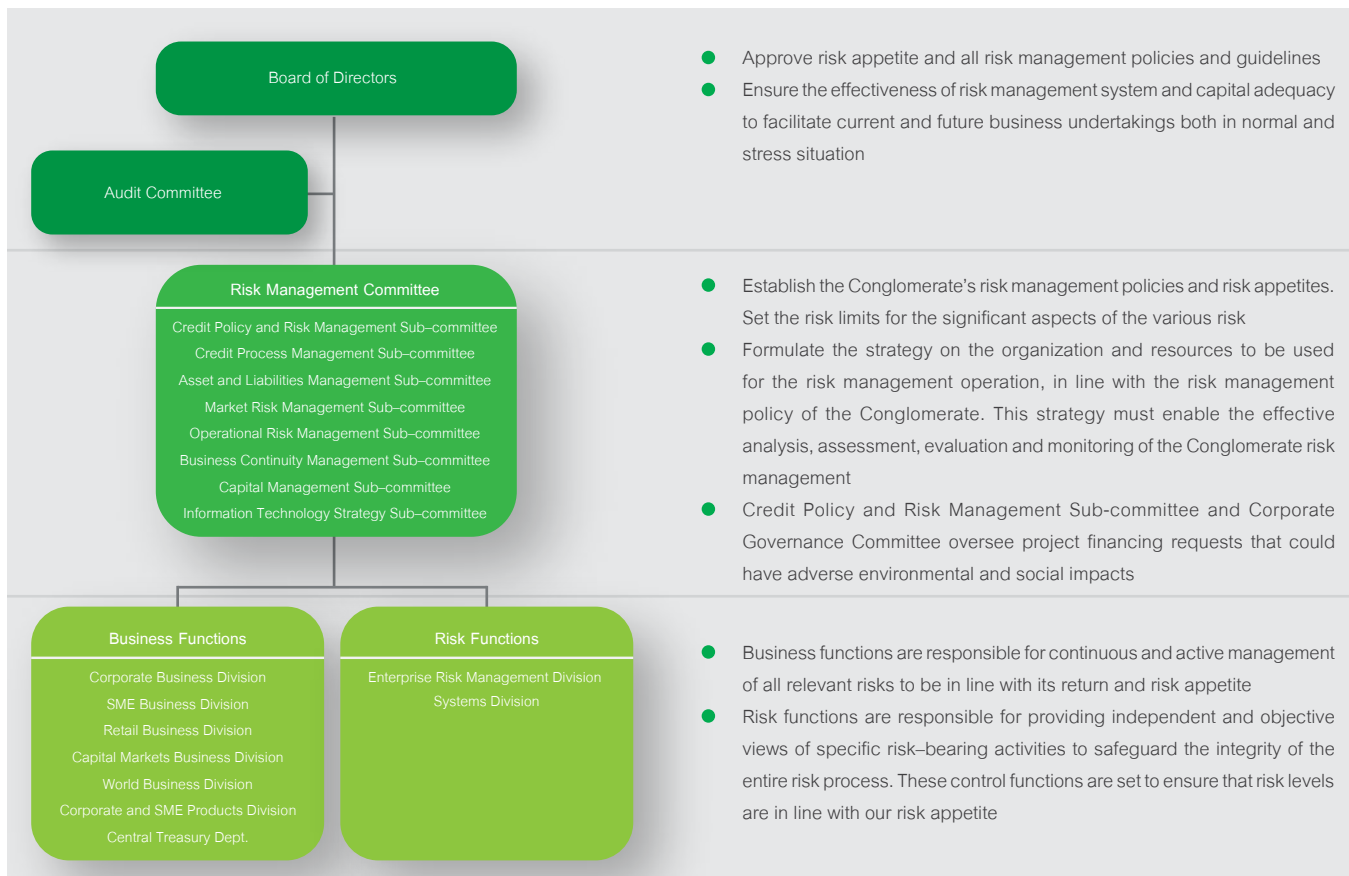 Board of Directors
Audit Committee
● Approve risk appetite and all risk management policies and guidelines
● Ensure the effectiveness of risk management system and capital adequacy
to facilitate current and future business undertakings both in normal and
stress situation
Risk Management Committee
Credit Policy and Risk Management Sub–committee
Credit Process Management Sub–committee
Asset and Liabilities Management Sub–committee
Market Risk Management Sub–committee
Operational Risk Management Sub–committee
Business Continuity Management Sub–committee
Capital Management Sub–committee
Information Technology Strategy Sub–committee
● Establish the Conglomerate's risk management policies and risk appetites.
Set the risk limits for the significant aspects of the various risk
● Formulate the strategy on the organization and resources to be used
for the risk management operation, in line with the risk management
policy of the Conglomerate. This strategy must enable the effective
analysis, assessment, evaluation and monitoring of the Conglomerate risk
management
● Credit Policy and Risk Management Sub-committee and Corporate
Governance Committee oversee project financing requests that could
have adverse environmental and social impacts
Business Functions
Corporate Business Division
SME Business Division
Retail Business Division
Capital Markets Business Division
World Business Division
Corporate and SME Products Division
Central Treasury Dept.
Risk Functions
Enterprise Risk Management Division
Systems Division
● Business functions are responsible for continuous and active management
of all relevant risks to be in line with its return and risk appetite
● Risk functions are responsible for providing independent and objective
views of specific risk–bearing activities to safeguard the integrity of the
entire risk process. These control functions are set to ensure that risk levels
are in line with our risk appetite